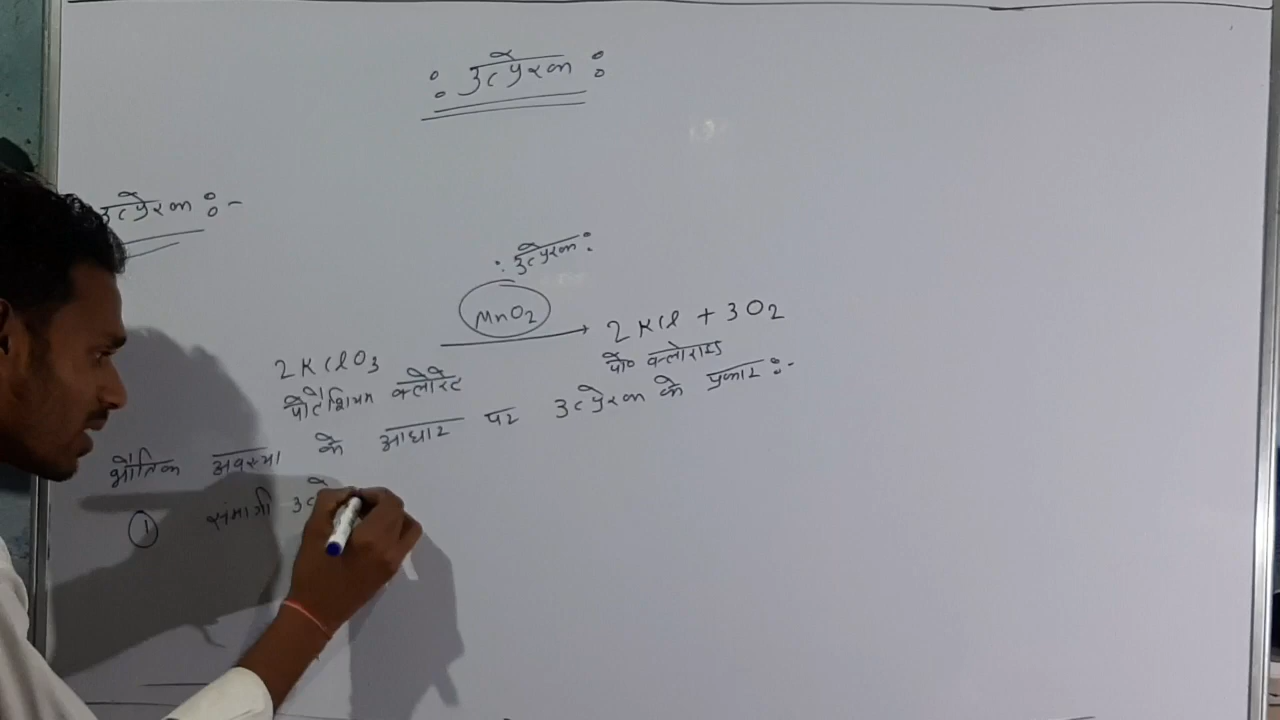 : उत्प्रेरक :
उत्प्रेरक :-
: उत्प्रेरक :
MnO2
2KClO3 → 2KCl + 3O2
पोटेशियम क्लोरेट पो० क्लोराइड
भौतिक अवस्था के आधार पर उत्प्रेरक के प्रकार :-
① समांगी